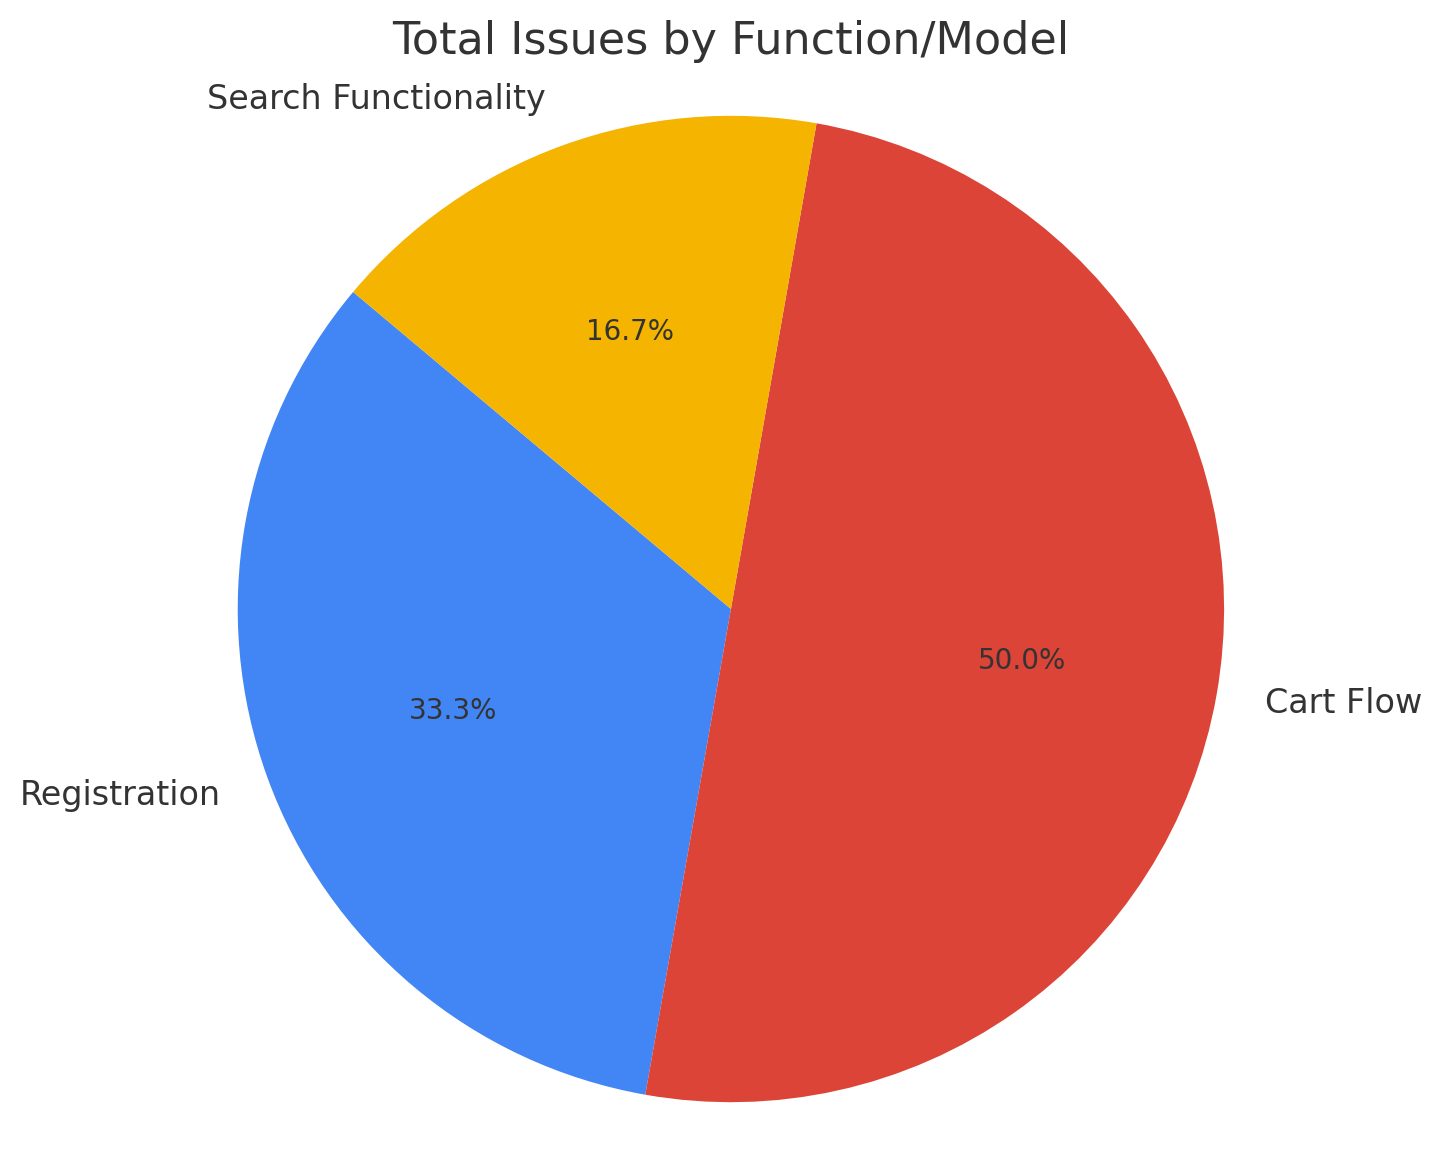 Total Issues by Function/Model
Search Functionality
16.7%
50.0%
Cart Flow
33.3%
Registration